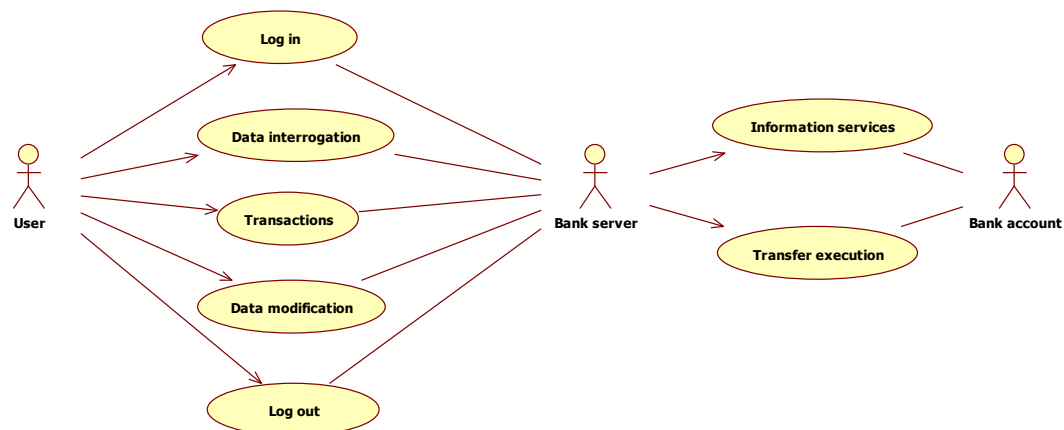 Log in
Data interrogation
Information services
User
Transactions
Bank server
Bank account
Transfer execution
Data modification
Log out